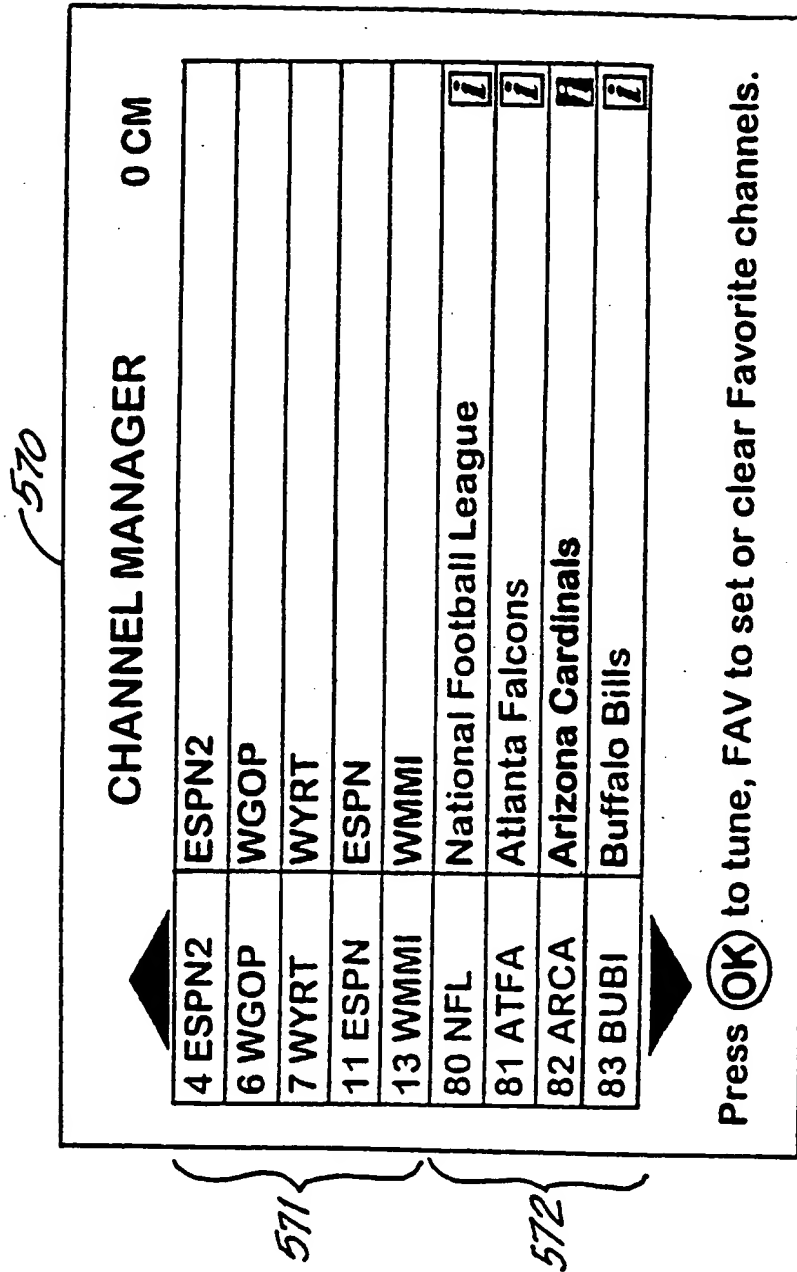 570
CHANNEL MANAGER 0 CM
4 ESPN2 ESPN2
6 WGOP WGOP
7 WYRT WYRT
11 ESPN ESPN
13 WMMI WMMI
80 NFL National Football League i
81 ATFA Atlanta Falcons i
82 ARCA Arizona Cardinals i
83 BUBI Buffalo Bills i
571
572
Press OK to tune, FAV to set or clear Favorite channels.